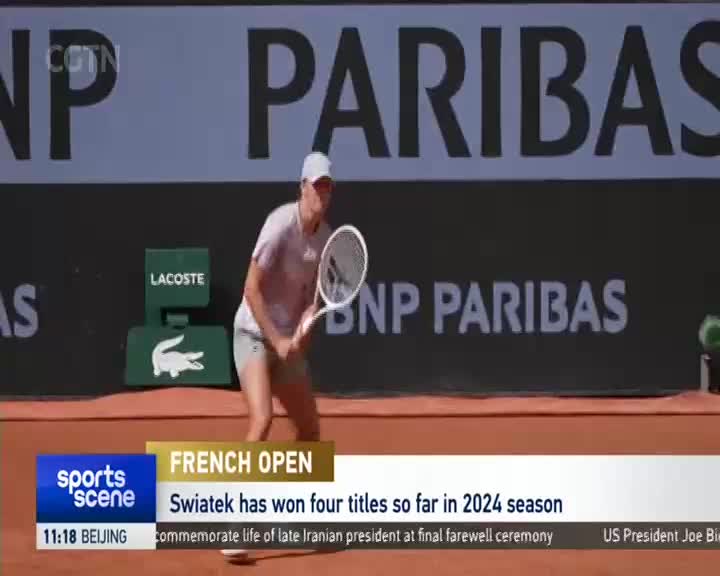 CGTN
BNP PARIBAS
LACOSTE
AS
BNP PARIBAS
FRENCH OPEN
sports
scene
Swiatek has won four titles so far in 2024 season
11:18 BEIJING
commemorate life of late Iranian president at final farewell ceremony US President Joe Bi